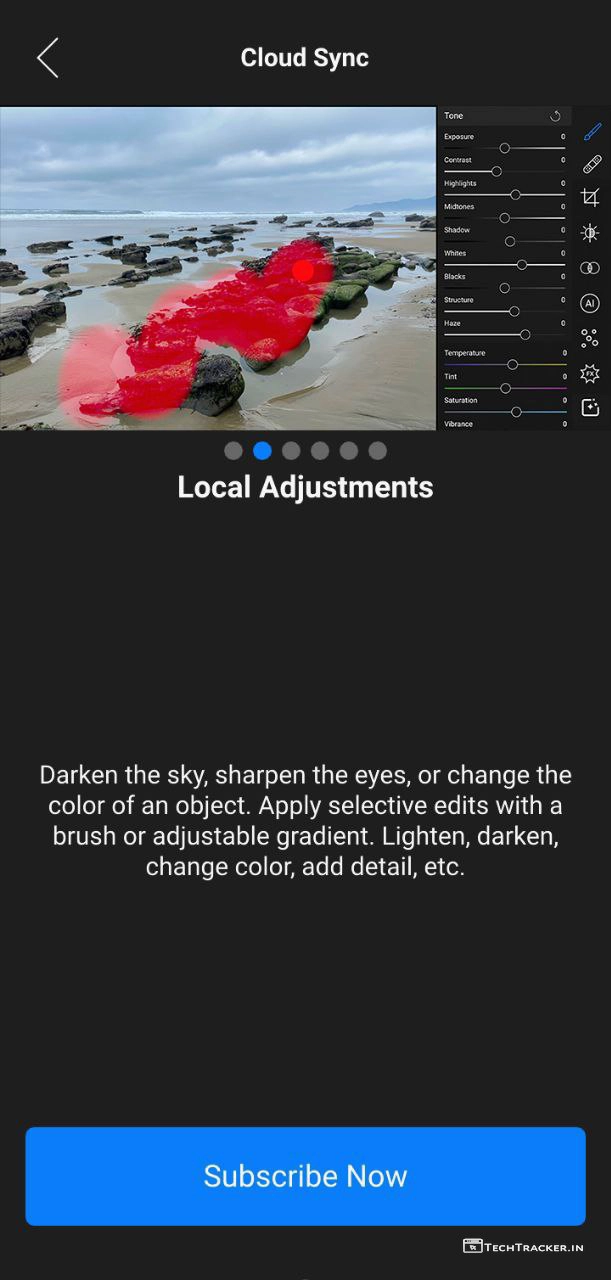 Cloud Sync
Tone
Exposure 0
Contrast 0
Highlights 0
Midtones 0
Shadow 0
Whites 0
Blacks 0
Structure 0
Haze 0
Temperature 0
Tint 0
Saturation 0
Vibrance 0
AI
FX
Local Adjustments
Darken the sky, sharpen the eyes, or change the
color of an object. Apply selective edits with a
brush or adjustable gradient. Lighten, darken,
change color, add detail, etc.
Subscribe Now
TECHTRACKER.IN